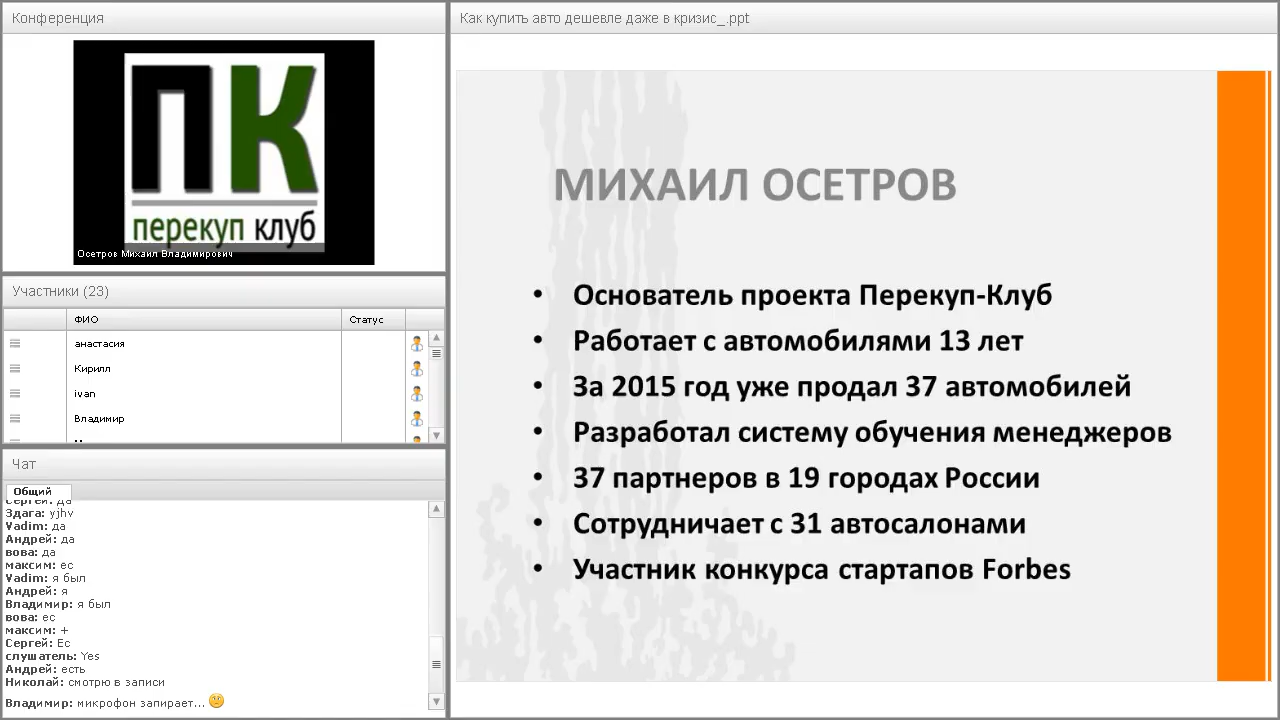 Конференция
ПК
перекуп клуб
Осетров Михаил Владимирович
Участники (23)
ФИО
Статус
анастасия
Кирилл
ivan
Владимир
Чат
Общий
Сергей: да
Здага: yjhv
Vadim: да
Андрей: да
вова: да
максим: ес
Vadim: я был
Андрей: я
Владимир: я был
вова: ес
максим: +
Сергей: Ес
слушатель: Yes
Андрей: есть
Николай: смотрю в записи
Владимир: микрофон запирает...
Как купить авто дешевле даже в кризис_.ppt
МИХАИЛ ОСЕТРОВ
• Основатель проекта Перекуп-Клуб
• Работает с автомобилями 13 лет
• За 2015 год уже продал 37 автомобилей
• Разработал систему обучения менеджеров
• 37 партнеров в 19 городах России
• Сотрудничает с 31 автосалонами
• Участник конкурса стартапов Forbes